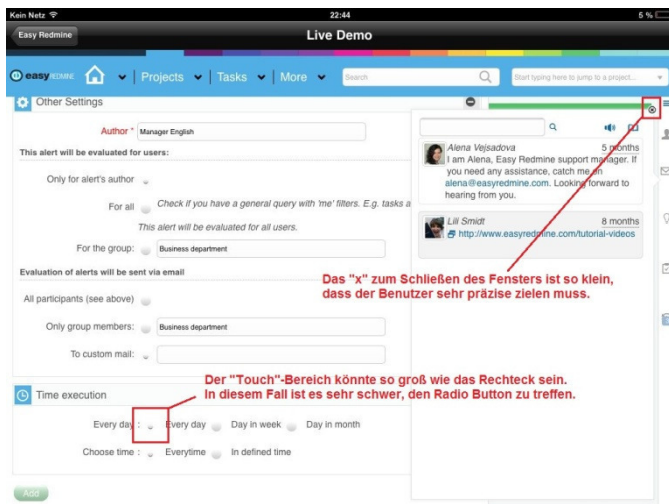 Kein Netz 22:44 5 %
Easy Redmine Live Demo
easy REDMINE Projects Tasks More Search Start typing here to jump to a project...
Other Settings
Author * Manager English
This alert will be evaluated for users:
Only for alert's author
For all Check if you have a general query with 'me' filters. E.g. tasks a
This alert will be evaluated for all users.
For the group: Business department
Evaluation of alerts will be sent via email
All participants (see above)
Only group members: Business department
To custom mail:
Alena Vejsadova 5 months
I am Alena, Easy Redmine support manager. If
you need any assistance, catch me on
alena@easyredmine.com. Looking forward to
hearing from you.
Lili Smidt 8 months
http://www.easyredmine.com/tutorial-videos
Das "x" zum Schließen des Fensters ist so klein,
dass der Benutzer sehr präzise zielen muss.
Der "Touch"-Bereich könnte so groß wie das Rechteck sein.
In diesem Fall ist es sehr schwer, den Radio Button zu treffen.
Time execution
Every day : Every day Day in week Day in month
Choose time : Everytime In defined time
Add